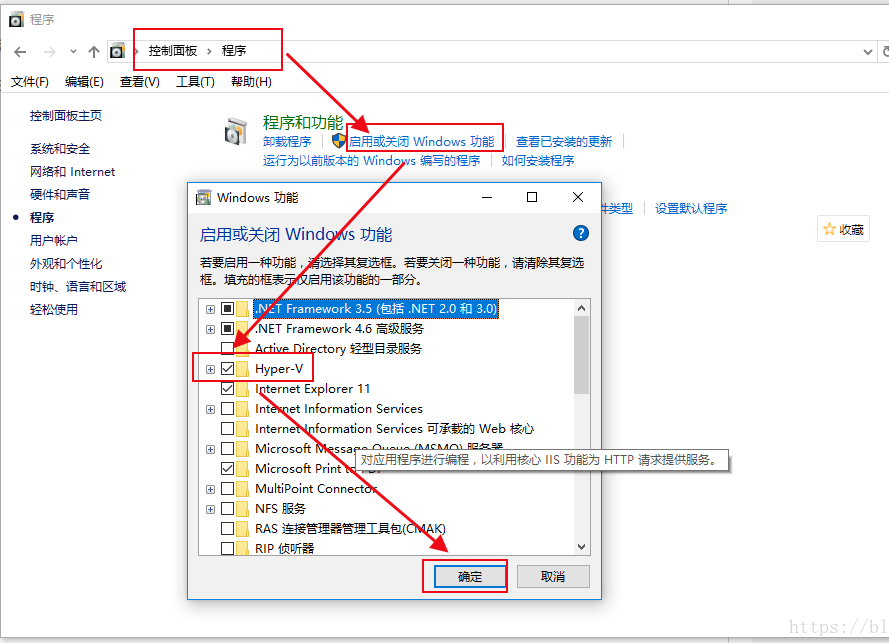 程序
控制面板 › 程序
文件(F) 编辑(E) 查看(V) 工具(T) 帮助(H)
控制面板主页
系统和安全
网络和 Internet
硬件和声音
程序
用户帐户
外观和个性化
时钟、语言和区域
轻松使用
程序和功能
卸载程序
启用或关闭 Windows 功能
查看已安装的更新
运行为以前版本的 Windows 编写的程序
如何安装程序
件类型
设置默认程序
收藏
Windows 功能
启用或关闭 Windows 功能
若要启用一种功能，请选择其复选框。若要关闭一种功能，请清除其复选
框。填充的框表示仅启用该功能的一部分。
.NET Framework 3.5 (包括 .NET 2.0 和 3.0)
.NET Framework 4.6 高级服务
Active Directory 轻型目录服务
Hyper-V
Internet Explorer 11
Internet Information Services
Internet Information Services 可承载的 Web 核心
Microsoft Message Queue (MSMQ) 服务器
对应用程序进行编程，以利用核心 IIS 功能为 HTTP 请求提供服务。
Microsoft Print to PDF
MultiPoint Connector
NFS 服务
RAS 连接管理器管理工具包(CMAK)
RIP 侦听器
确定
取消
https://bl